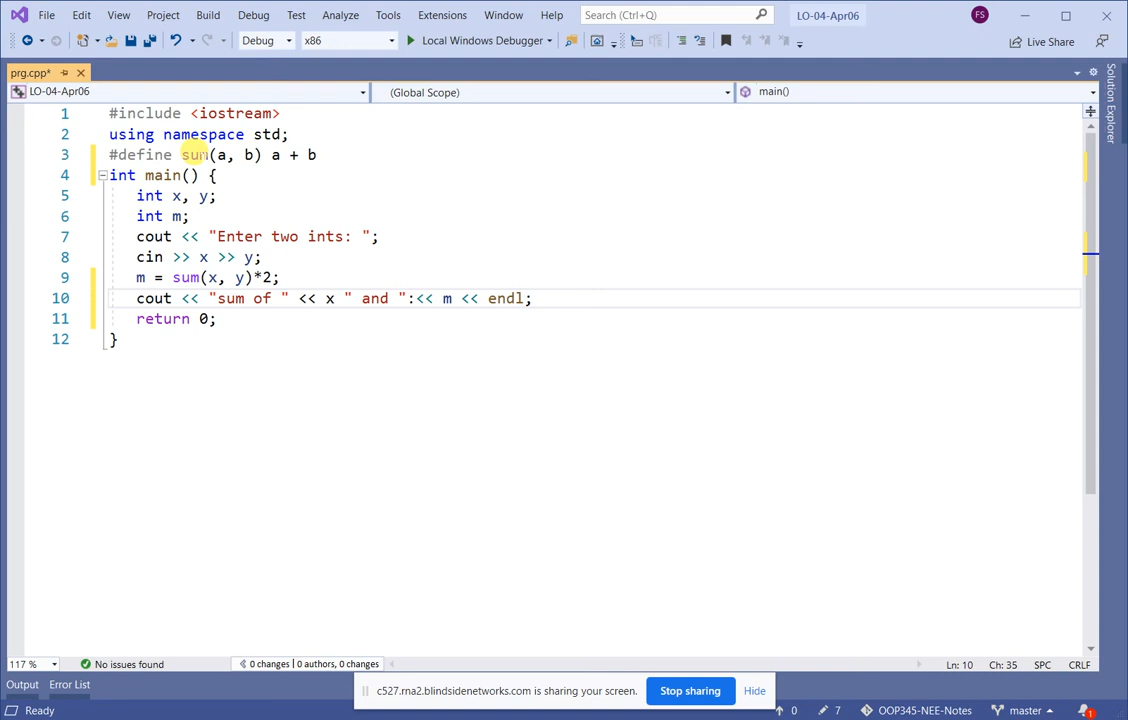 File Edit View Project Build Debug Test Analyze Tools Extensions Window Help Search (Ctrl+Q) LO-04-Apr06 FS
Debug x86 Local Windows Debugger Live Share
prg.cpp*
LO-04-Apr06 (Global Scope) main()
Solution Explorer
1 #include <iostream>
2 using namespace std;
3 #define sum(a, b) a + b
4 int main() {
5 int x, y;
6 int m;
7 cout << "Enter two ints: ";
8 cin >> x >> y;
9 m = sum(x, y)*2;
10 cout << "sum of " << x " and ":<< m << endl;
11 return 0;
12 }
117 % No issues found 0 changes | 0 authors, 0 changes Ln: 10 Ch: 35 SPC CRLF
Output Error List
c527.rna2.blindsidenetworks.com is sharing your screen. Stop sharing Hide
Ready 0 7 OOP345-NEE-Notes master 1